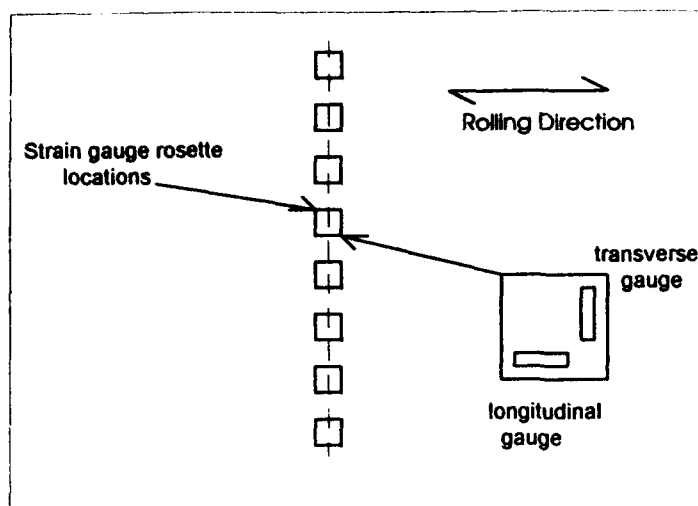 Rolling Direction
Strain gauge rosette
locations
transverse
gauge
longitudinal
gauge